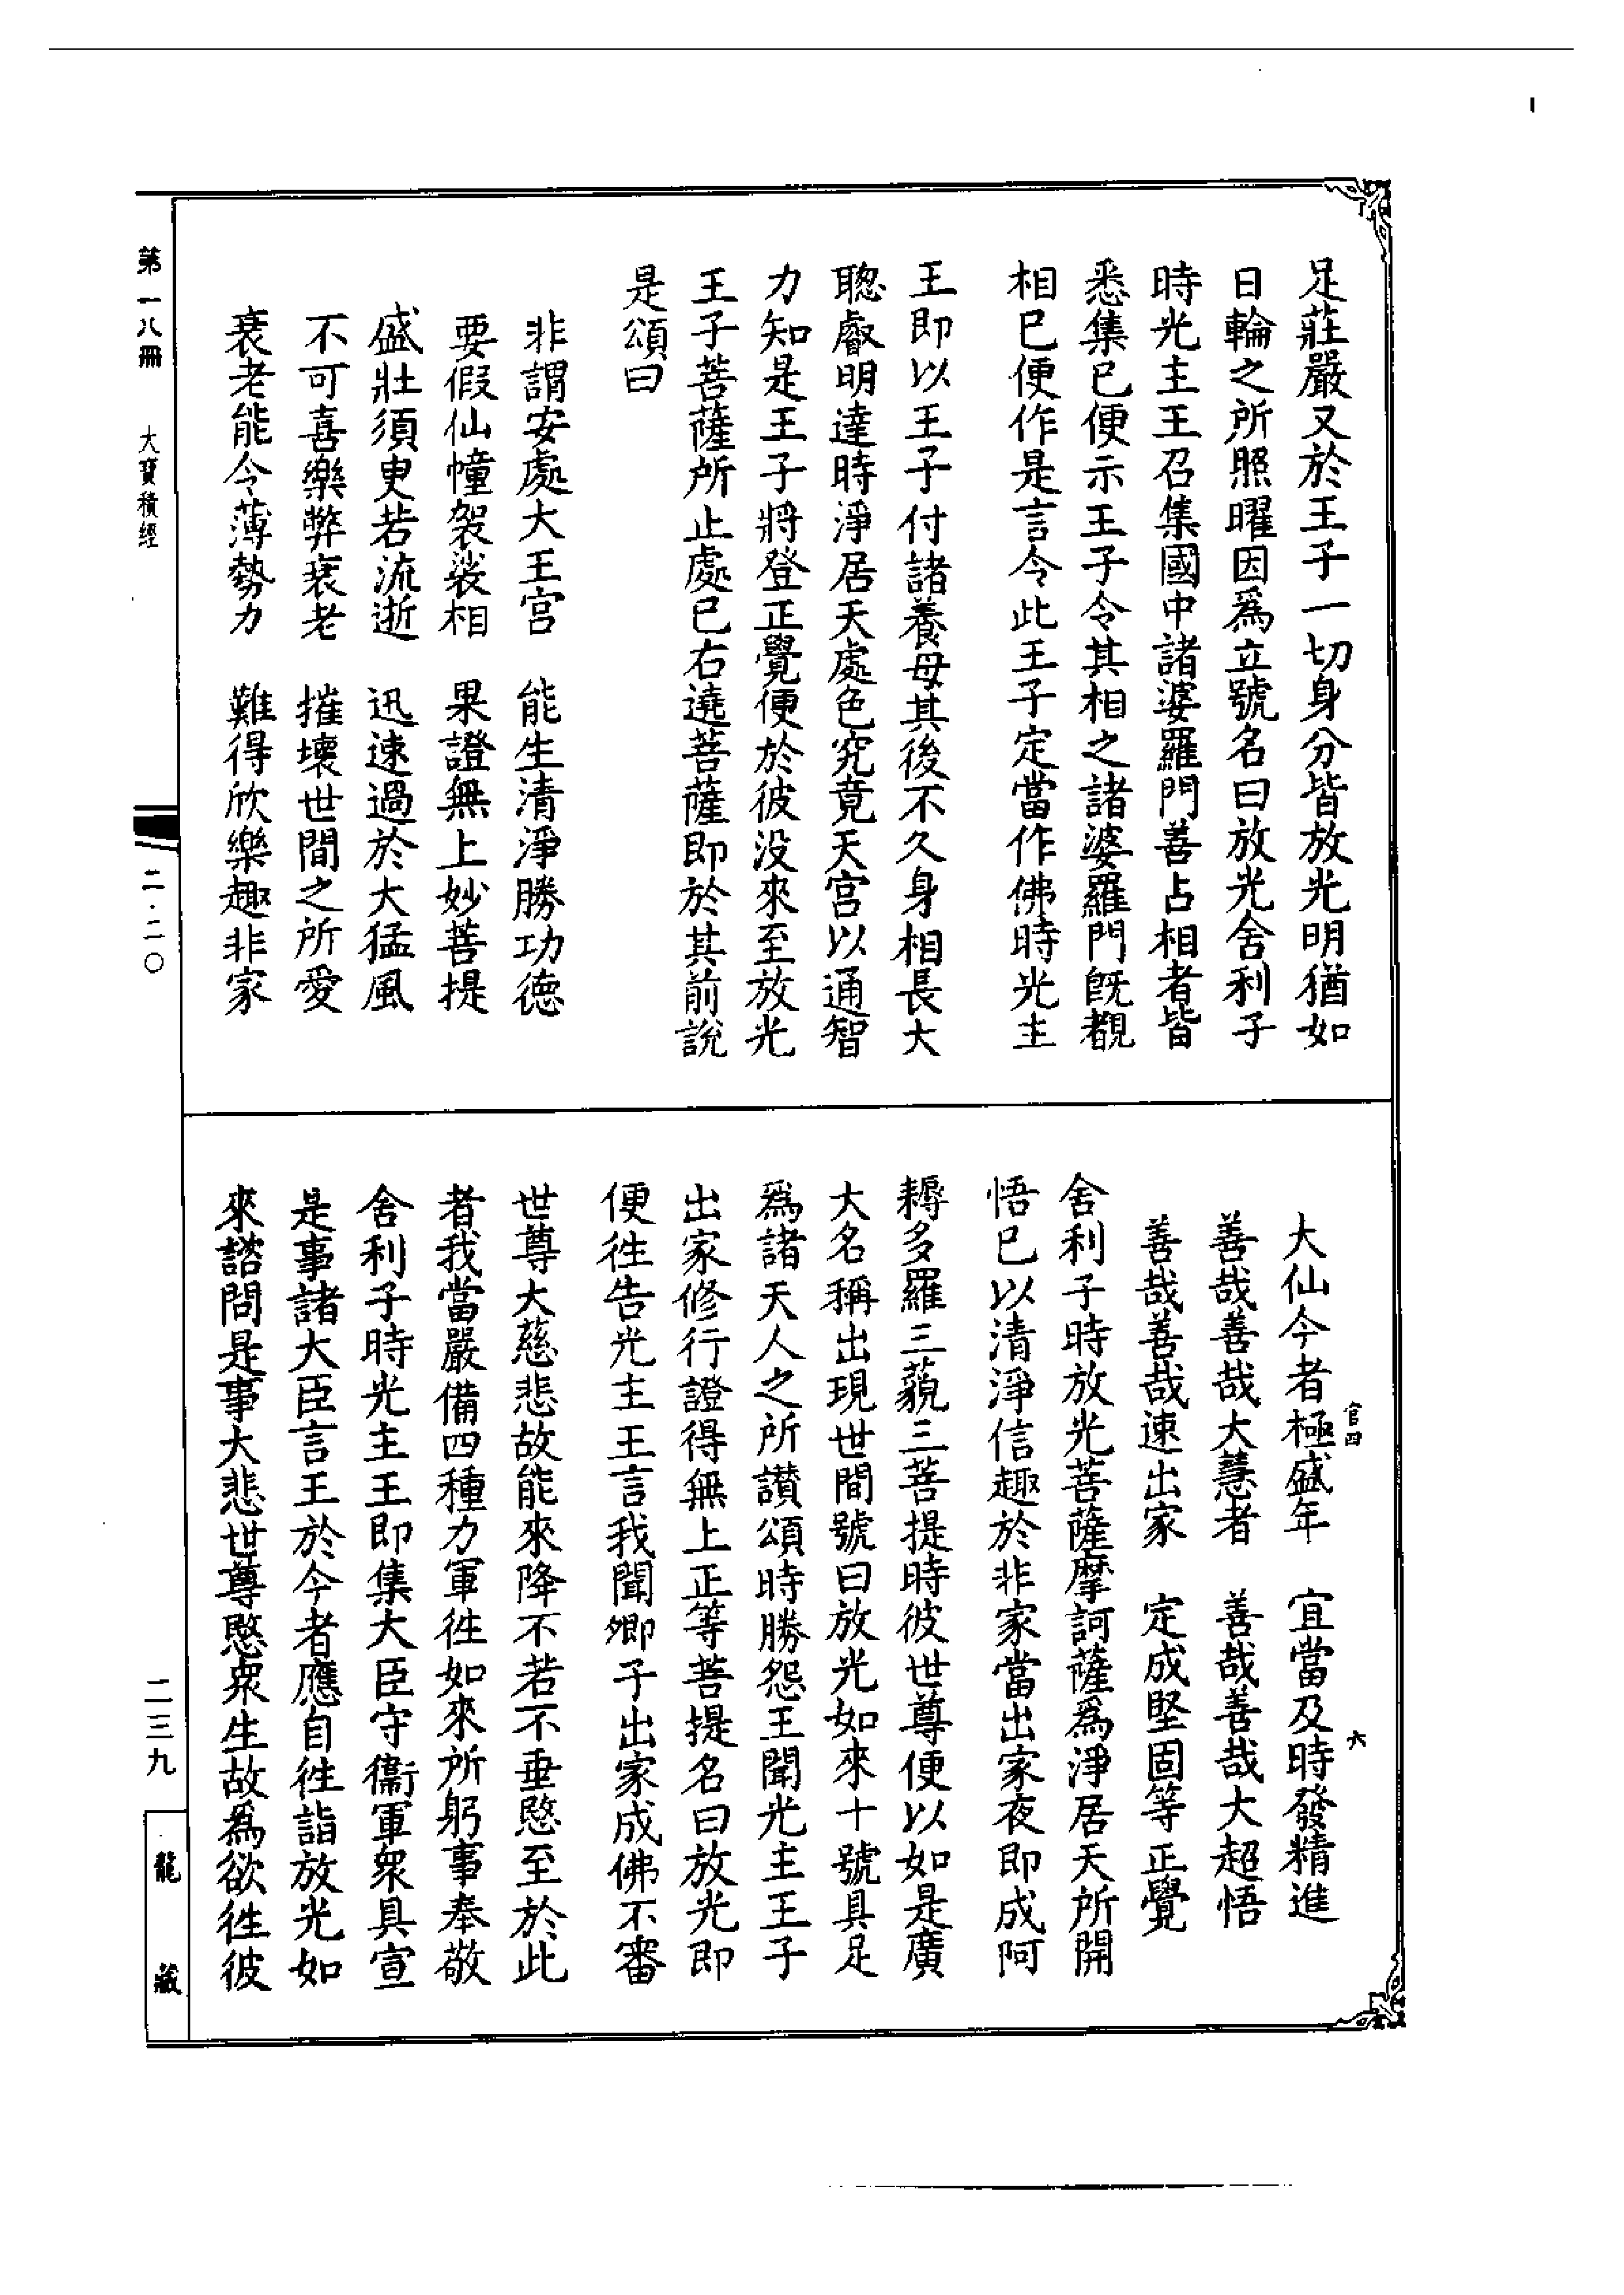 足莊嚴又於王子一切身分皆放光明猶如
日輪之所照曜因爲立號名曰放光舍利子
時光主王召集國中諸婆羅門善占相者皆
悉集已便示王子令其相之諸婆羅門旣覩
相已便作是言今此王子定當作佛時光主
王即以王子付諸養母其後不久身相長大
聰叡明達時淨居天處色究竟天宮以通智
力知是王子將登正覺便於彼没來至放光
王子菩薩所止處已右遶菩薩即於其前說
是頌曰
非謂安處大王宮　能生清淨勝功德
要假仙幢袈裟相　果證無上妙菩提
盛壯須臾若流逝　迅速過於大猛風
不可喜樂弊衰老　摧壞世間之所愛
衰老能令薄勢力　難得欣樂趣非家
大仙今者極盛年　宜當及時發精進
善哉善哉大慧者　善哉善哉大超悟
善哉善哉速出家　定成堅固等正覺
舍利子時放光菩薩摩訶薩爲淨居天所開
悟已以清淨信趣於非家當出家夜即成阿
耨多羅三藐三菩提時彼世尊便以如是廣
大名稱出現世間號曰放光如來十號具足
爲諸天人之所讃頌時勝怨王聞光主王子
出家修行證得無上正等菩提名曰放光即
便徃告光主王言我聞卿子出家成佛不審
世尊大慈悲故能來降不若不垂愍至於此
者我當嚴備四種力軍徃如來所躬事奉敬
舍利子時光主王即集大臣守衞軍衆具宣
是事諸大臣言王於今者應自徃詣放光如
來諮問是事大悲世尊愍衆生故爲欲徃彼
官四
六
第一八冊　大寶積經
二·二〇
二三九
龍藏